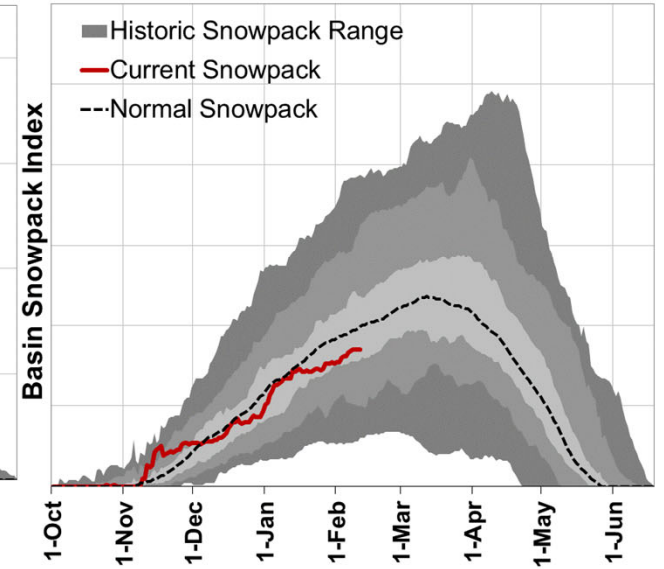 Historic Snowpack Range
Current Snowpack
Normal Snowpack
Basin Snowpack Index
1-Oct
1-Nov
1-Dec
1-Jan
1-Feb
1-Mar
1-Apr
1-May
1-Jun